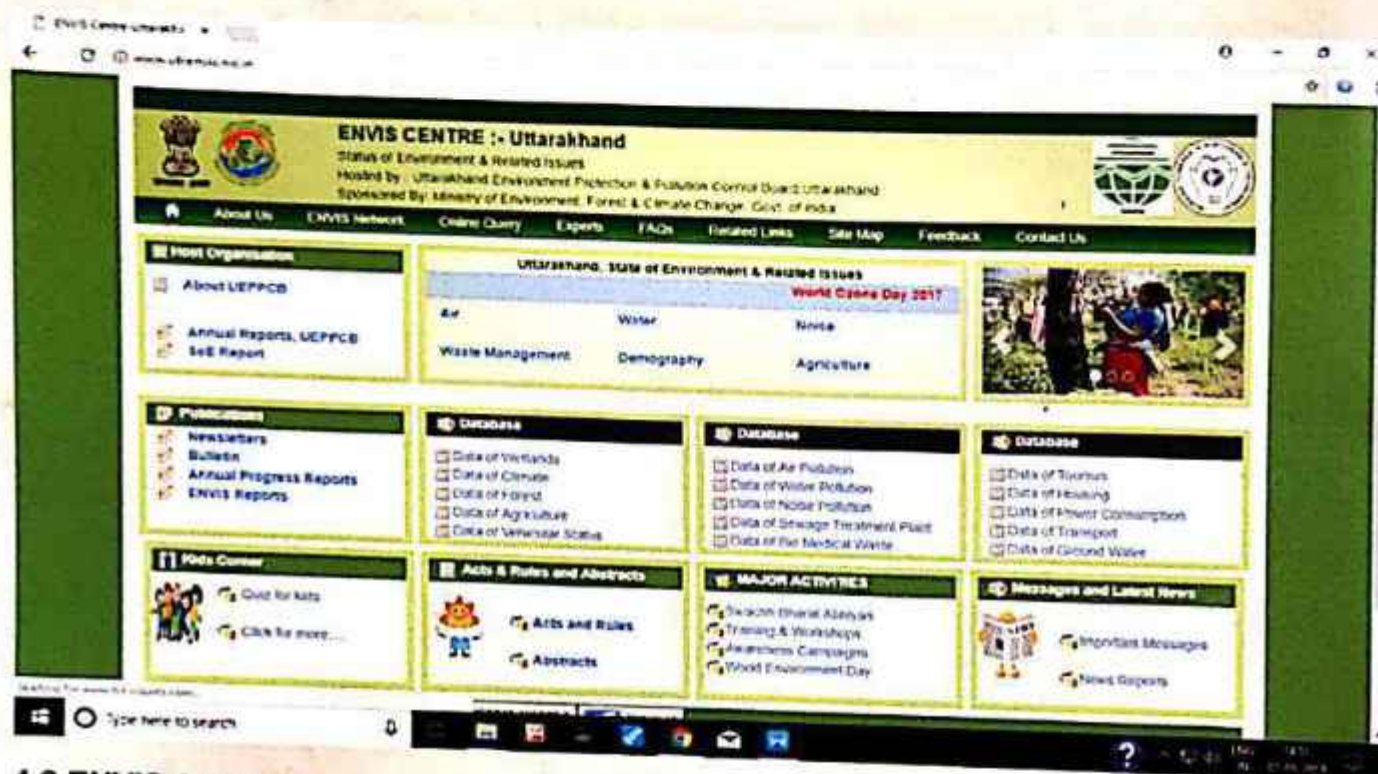 ENVIS Centre Uttarakhand
ENVIS CENTRE :- Uttarakhand
Status of Environment & Related Issues
Hosted by : Uttarakhand Environment Protection & Pollution Control Board Uttarakhand
Sponsored By: Ministry of Environment, Forest & Climate Change, Govt. of India
About Us ENVIS Network Online Query Experts FAQs Related Links Site Map Feedback Contact Us
Host Organisation
About UEPPCB
Annual Reports, UEPPCB
SoE Report
Uttarakhand, State of Environment & Related Issues
World Ozone Day 2017
Air Water Noise
Waste Management Demography Agriculture
Publications
Newsletters
Bulletin
Annual Progress Reports
ENVIS Reports
Database
Data of Wetlands
Data of Climate
Data of Forest
Data of Agriculture
Data of Vehicular Status
Database
Data of Air Pollution
Data of Water Pollution
Data of Noise Pollution
Data of Sewage Treatment Plant
Data of Bio Medical Waste
Database
Data of Tourism
Data of Housing
Data of Power Consumption
Data of Transport
Data of Ground Water
Kids Corner
Quiz for kids
Click for more....
Acts & Rules and Abstracts
Acts and Rules
Abstracts
MAJOR ACTIVITIES
Swachh Bharat Abhiyan
Training & Workshops
Awareness Campaigns
World Environment Day
Messages and Latest News
Important Messages
News Reports
Type here to search